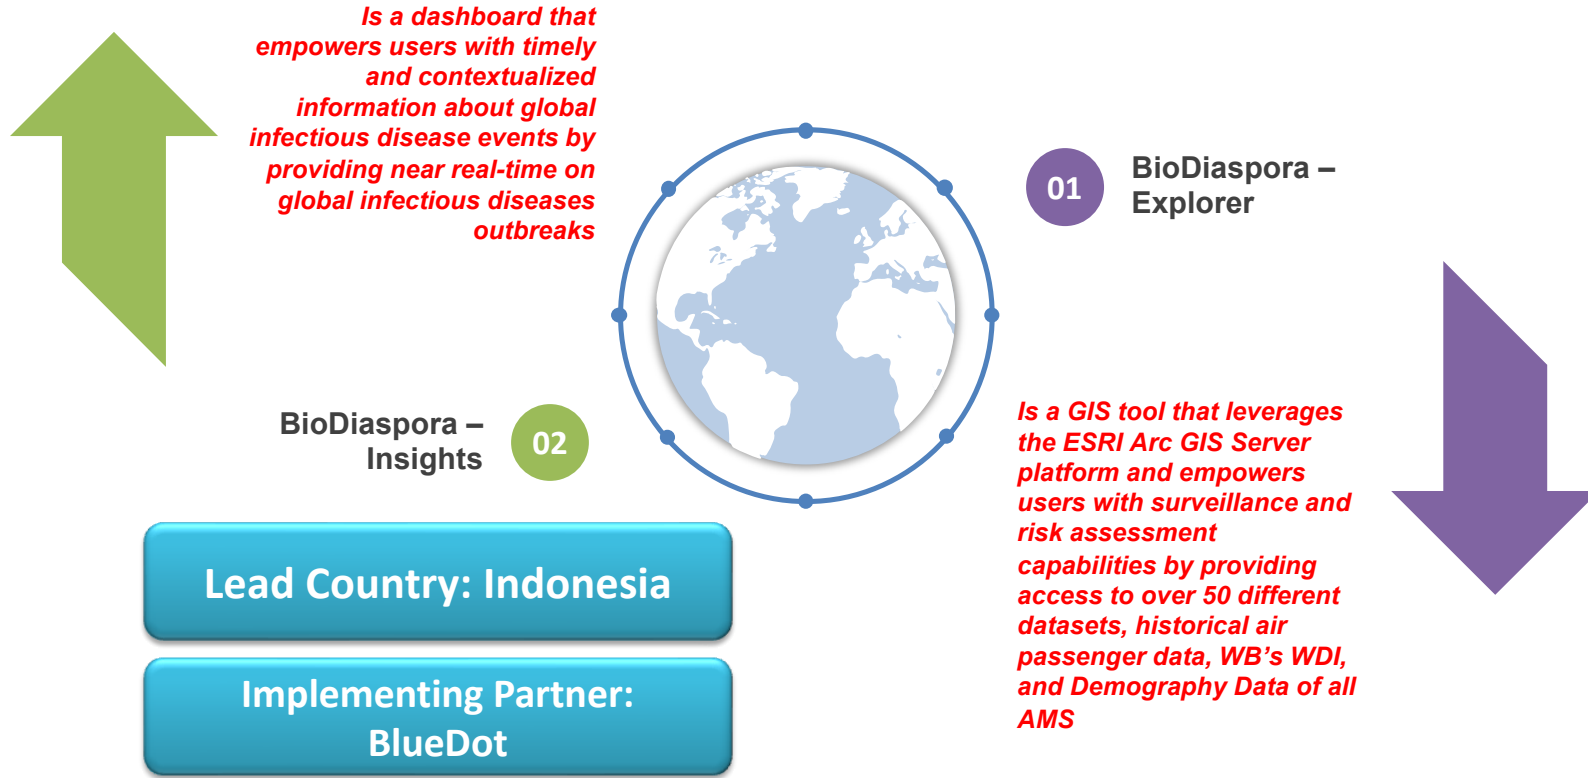 Is a dashboard that
empowers users with timely
and contextualized
information about global
infectious disease events by
providing near real-time on
global infectious diseases
outbreaks
01
BioDiaspora –
Explorer
BioDiaspora –
Insights
02
Is a GIS tool that leverages
the ESRI Arc GIS Server
platform and empowers
users with surveillance and
risk assessment
capabilities by providing
access to over 50 different
datasets, historical air
passenger data, WB’s WDI,
and Demography Data of all
AMS
Lead Country: Indonesia
Implementing Partner:
BlueDot